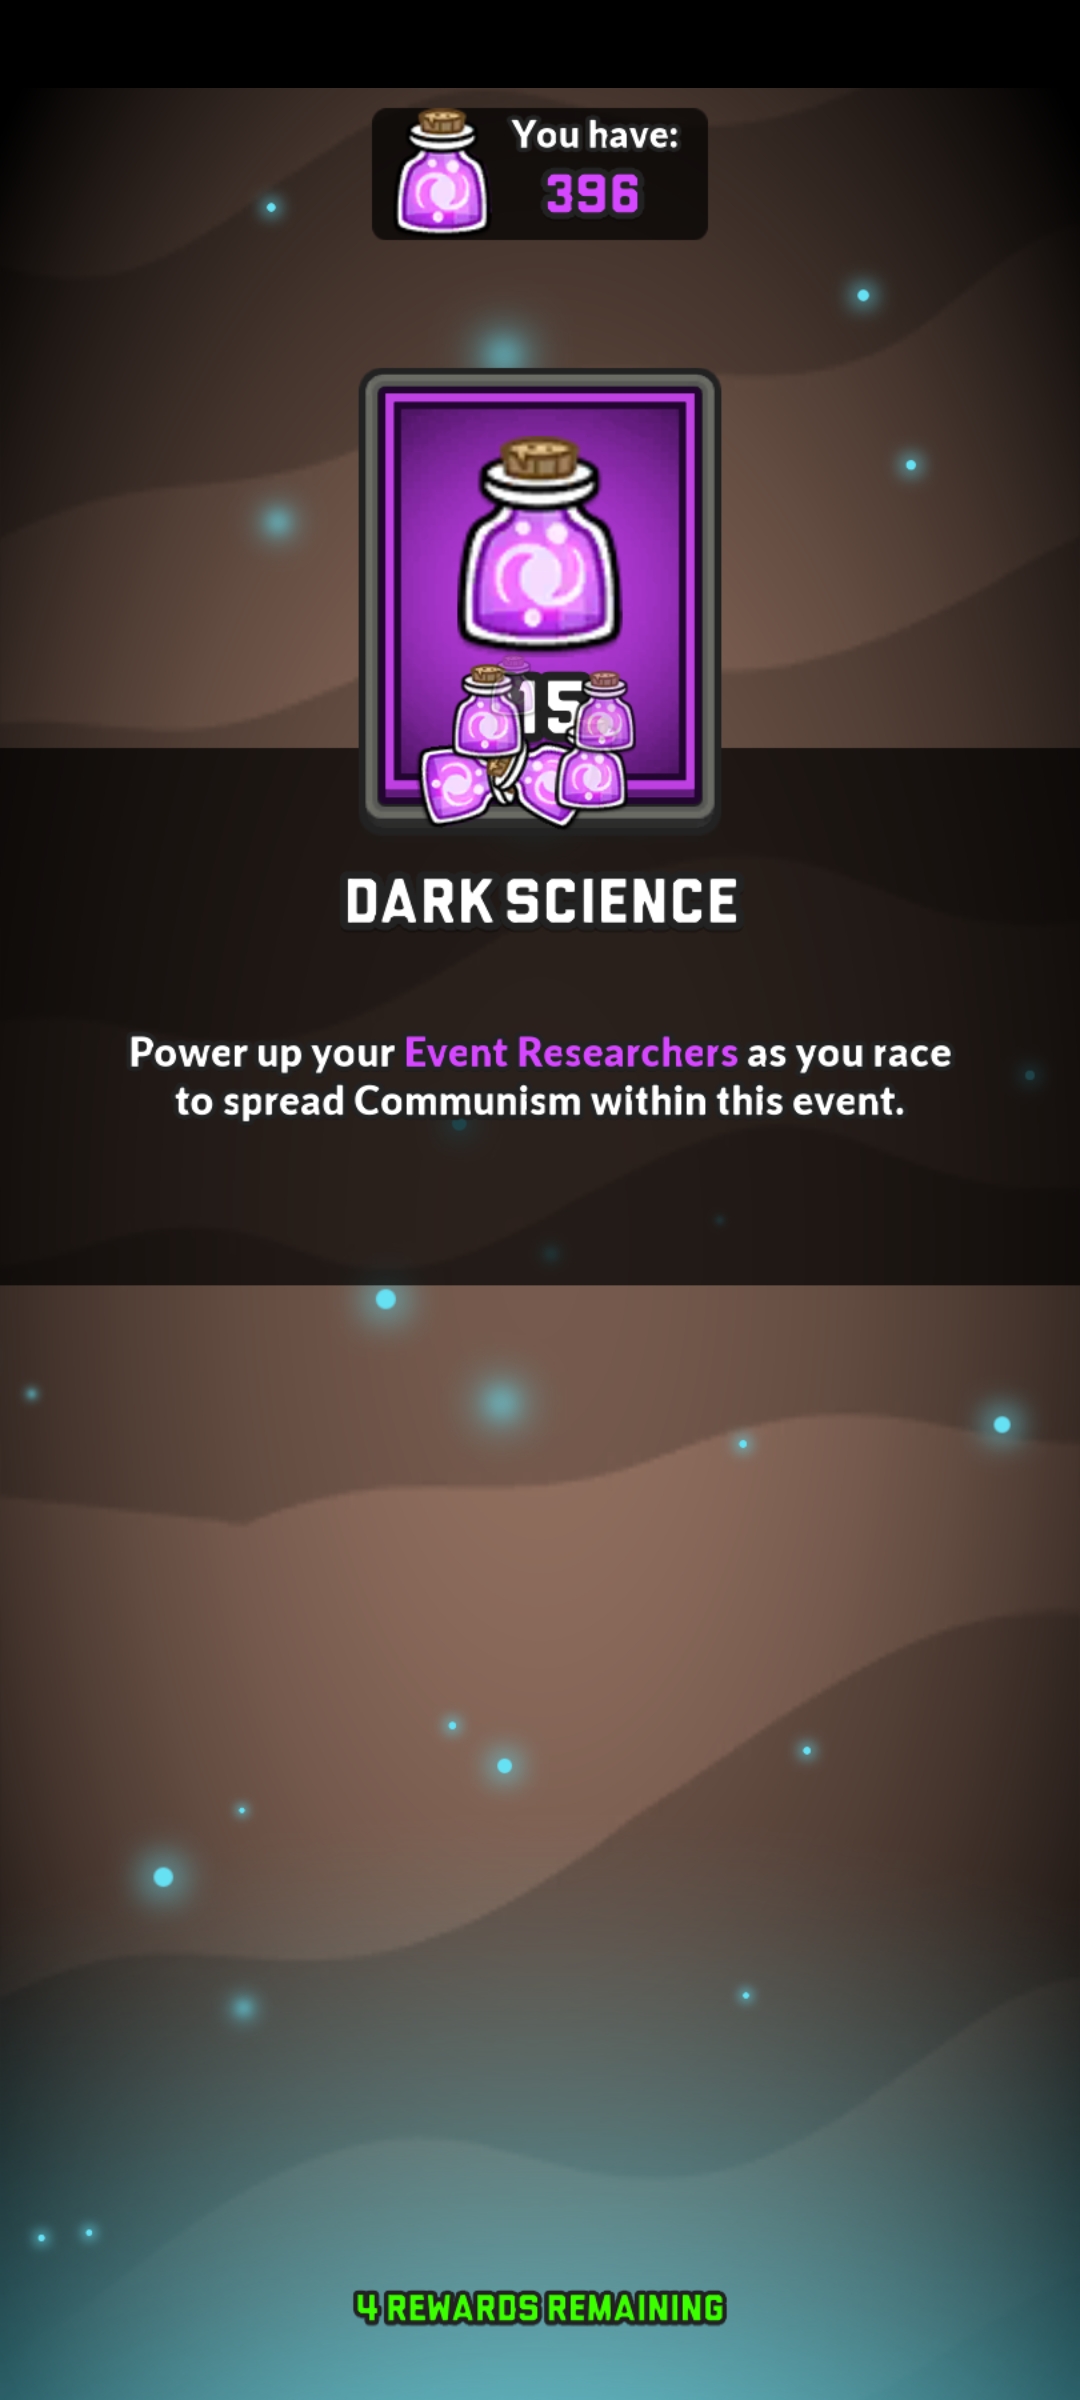 You have:
396
15
DARK SCIENCE
Power up your Event Researchers as you race
to spread Communism within this event.
4 REWARDS REMAINING